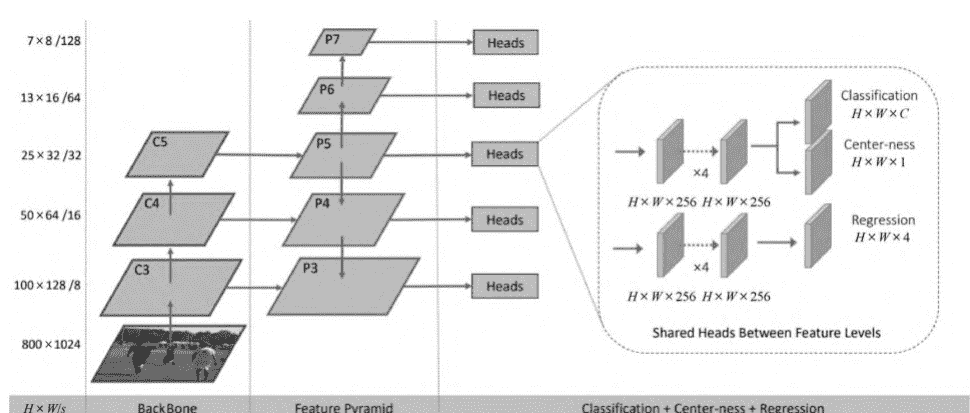 7×8 /128
P7
Heads
13×16 /64
P6
Heads
25×32 /32
C5
P5
Heads
50×64 /16
C4
P4
Heads
100×128 /8
C3
P3
Heads
800×1024
Classification
H×W×C
Center-ness
H×W×1
×4
H×W×256 H×W×256
Regression
H×W×4
×4
H×W×256 H×W×256
Shared Heads Between Feature Levels
H×W/s BackBone Feature Pyramid Classification + Center-ness + Regression